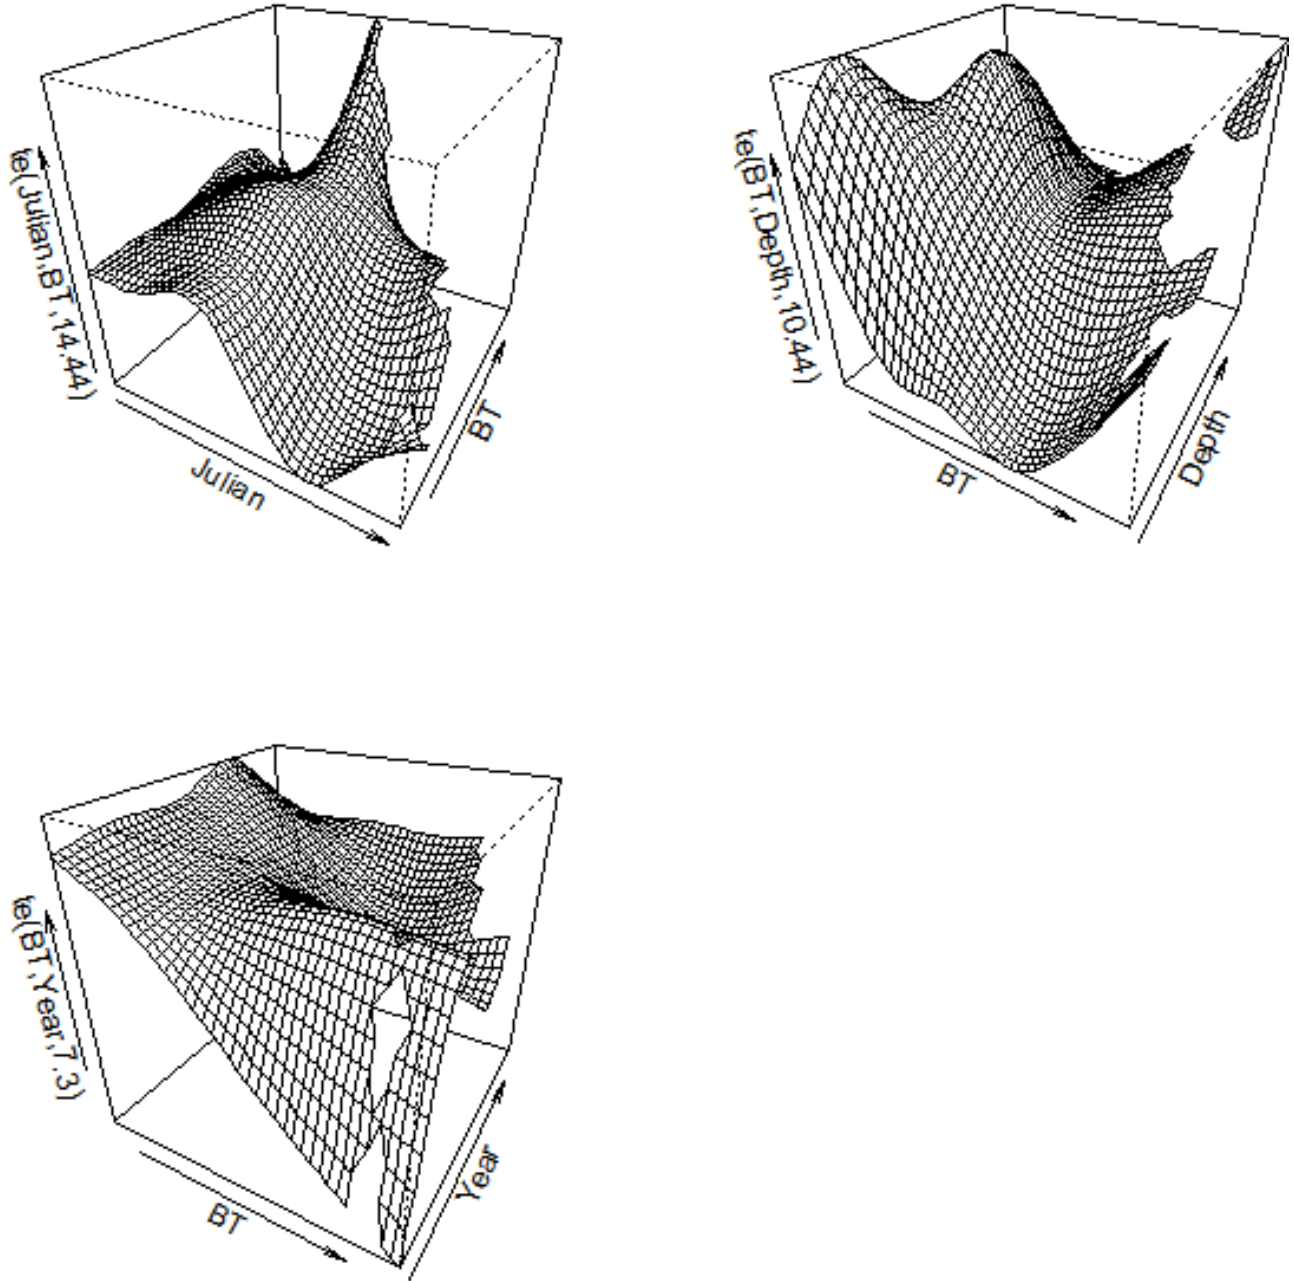 te(Julian,BT,14.44)
Julian
BT
te(BT,Depth,10.44)
BT
Depth
te(BT,Year,7.3)
BT
Year